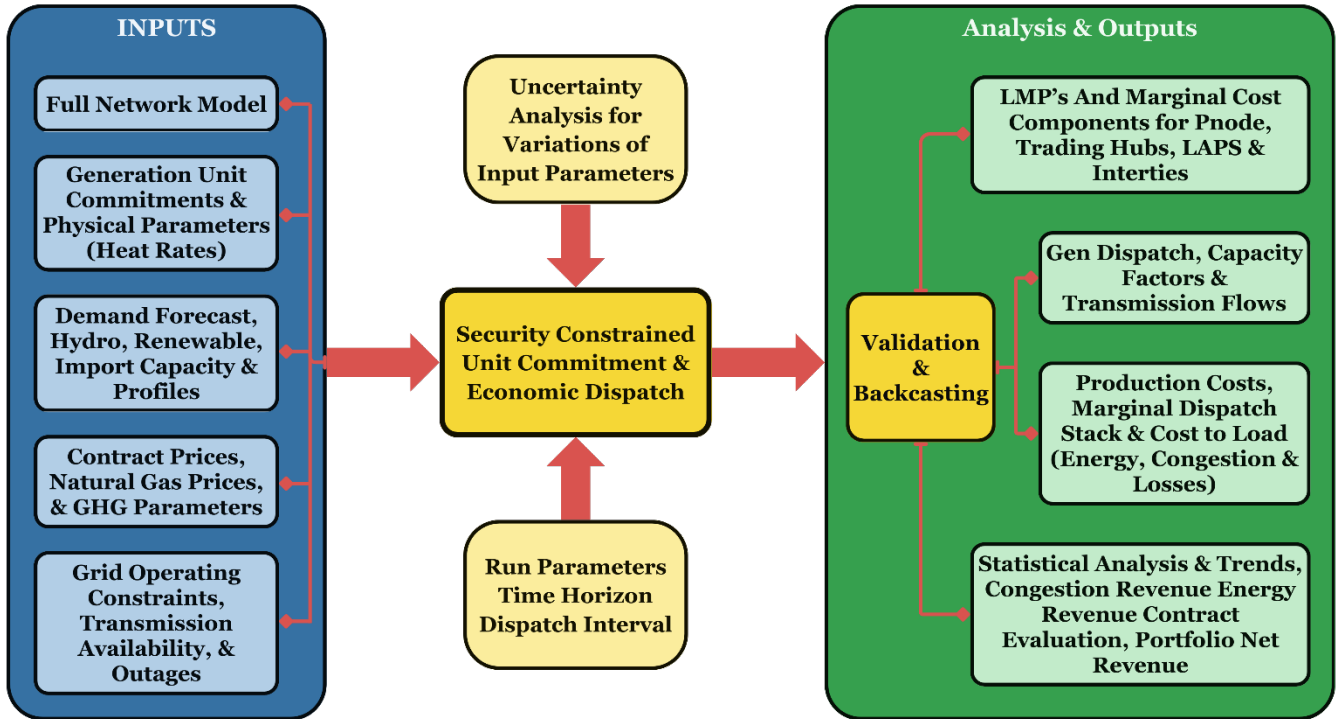 INPUTS
Full Network Model
Generation Unit
Commitments &
Physical Parameters
(Heat Rates)
Demand Forecast,
Hydro, Renewable,
Import Capacity &
Profiles
Contract Prices,
Natural Gas Prices,
& GHG Parameters
Grid Operating
Constraints,
Transmission
Availability, &
Outages
Uncertainty
Analysis for
Variations of
Input Parameters
Security Constrained
Unit Commitment &
Economic Dispatch
Run Parameters
Time Horizon
Dispatch Interval
Analysis & Outputs
Validation
&
Backcasting
LMP's And Marginal Cost
Components for Pnode,
Trading Hubs, LAPS &
Interties
Gen Dispatch, Capacity
Factors &
Transmission Flows
Production Costs,
Marginal Dispatch
Stack & Cost to Load
(Energy, Congestion &
Losses)
Statistical Analysis & Trends,
Congestion Revenue Energy
Revenue Contract
Evaluation, Portfolio Net
Revenue